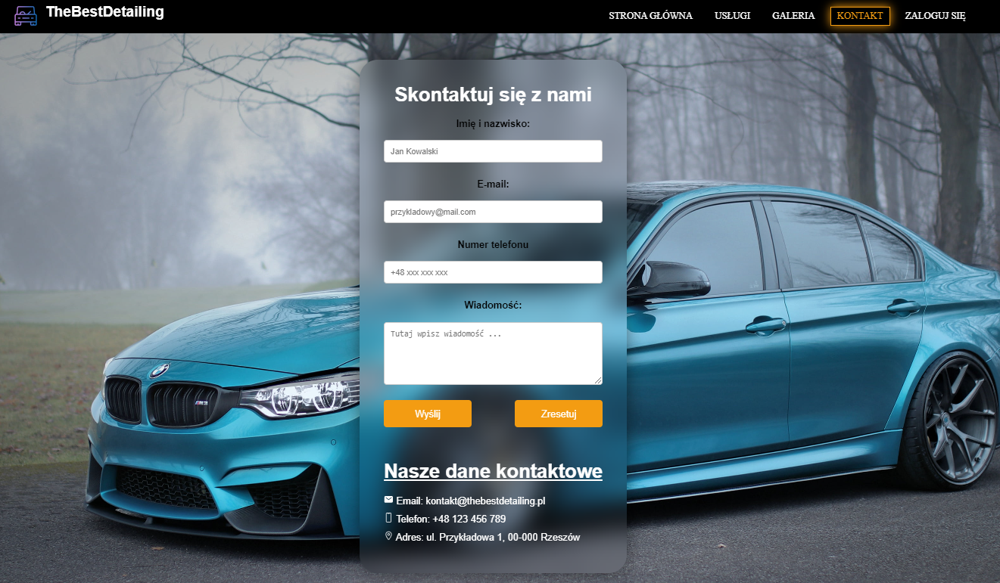 TheBestDetailing
STRONA GŁÓWNA
USŁUGI
GALERIA
KONTAKT
ZALOGUJ SIĘ
Skontaktuj się z nami
Imię i nazwisko:
Jan Kowalski
E-mail:
przykladowy@mail.com
Numer telefonu
+48 xxx xxx xxx
Wiadomość:
Tutaj wpisz wiadomość ...
Wyślij
Zresetuj
Nasze dane kontaktowe
Email: kontakt@thebestdetailing.pl
Telefon: +48 123 456 789
Adres: ul. Przykładowa 1, 00-000 Rzeszów